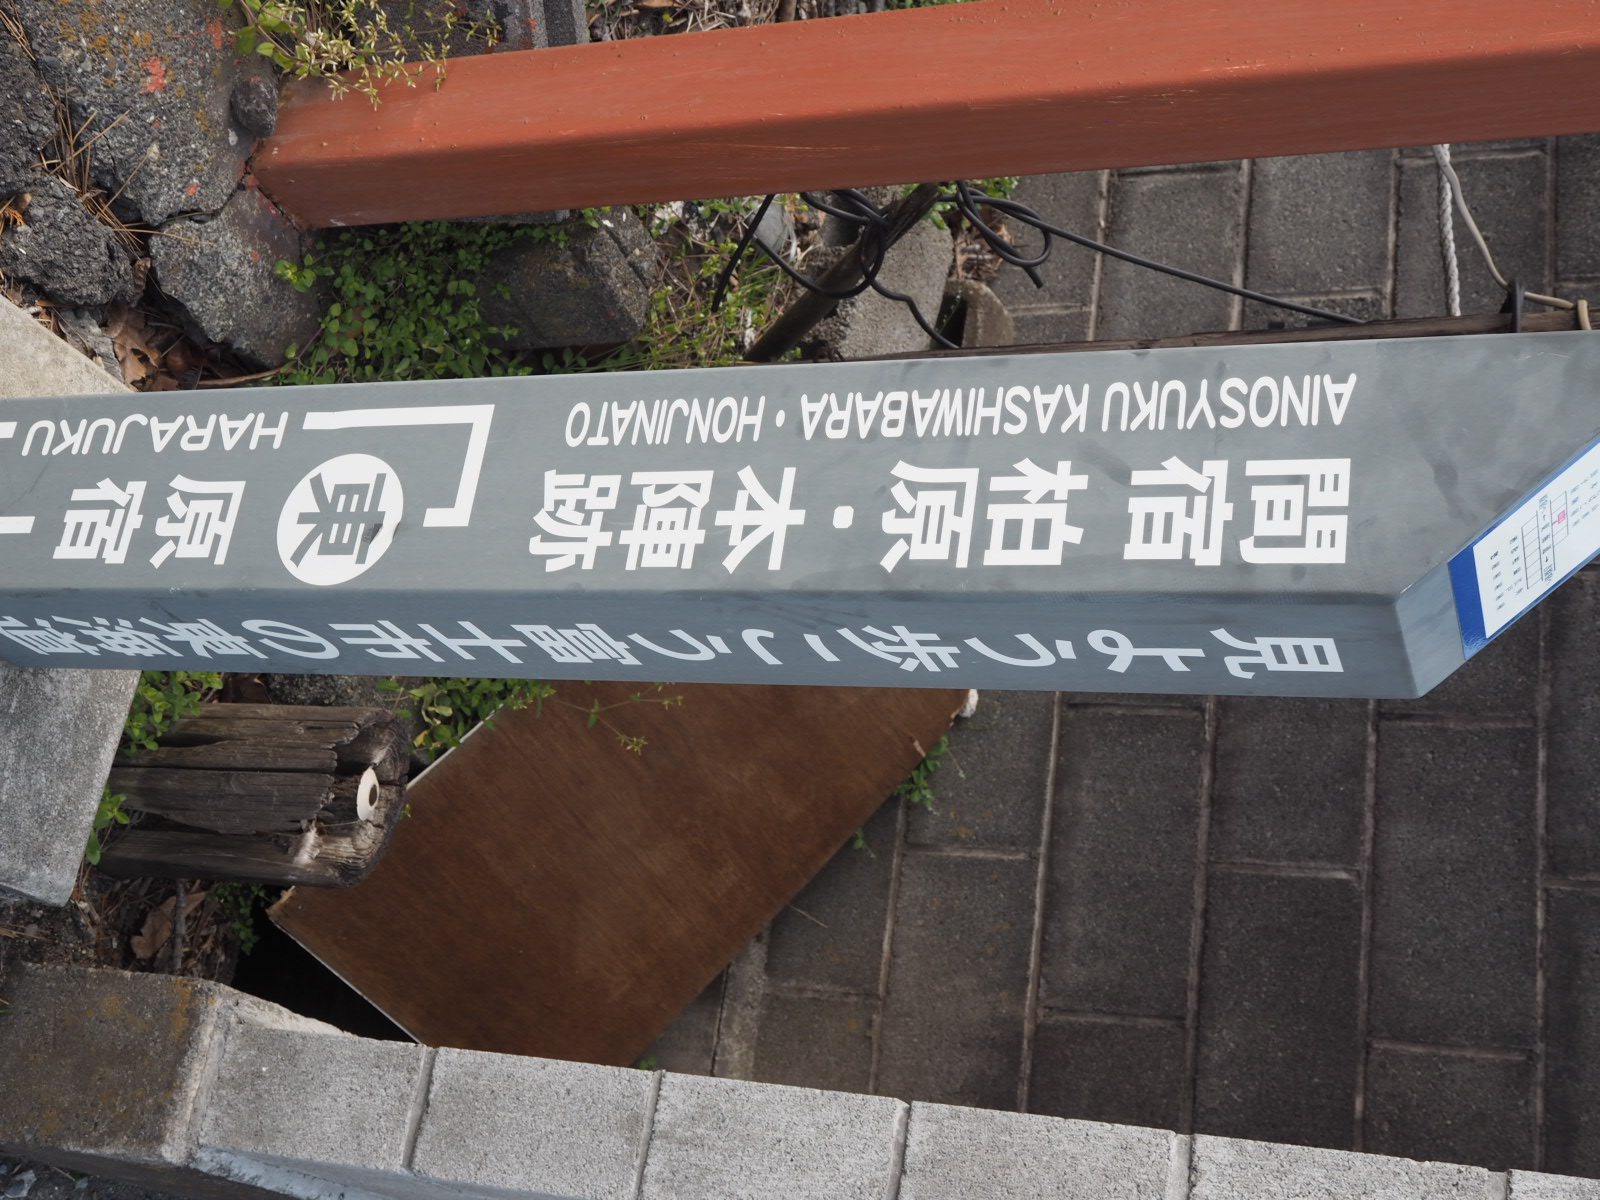 間宿 柏原・本陣跡
AINOSYUKU KASHIWABARA・HONJINATO
東
原宿
HARAJUKU
見よう歩こう富士市の東海道